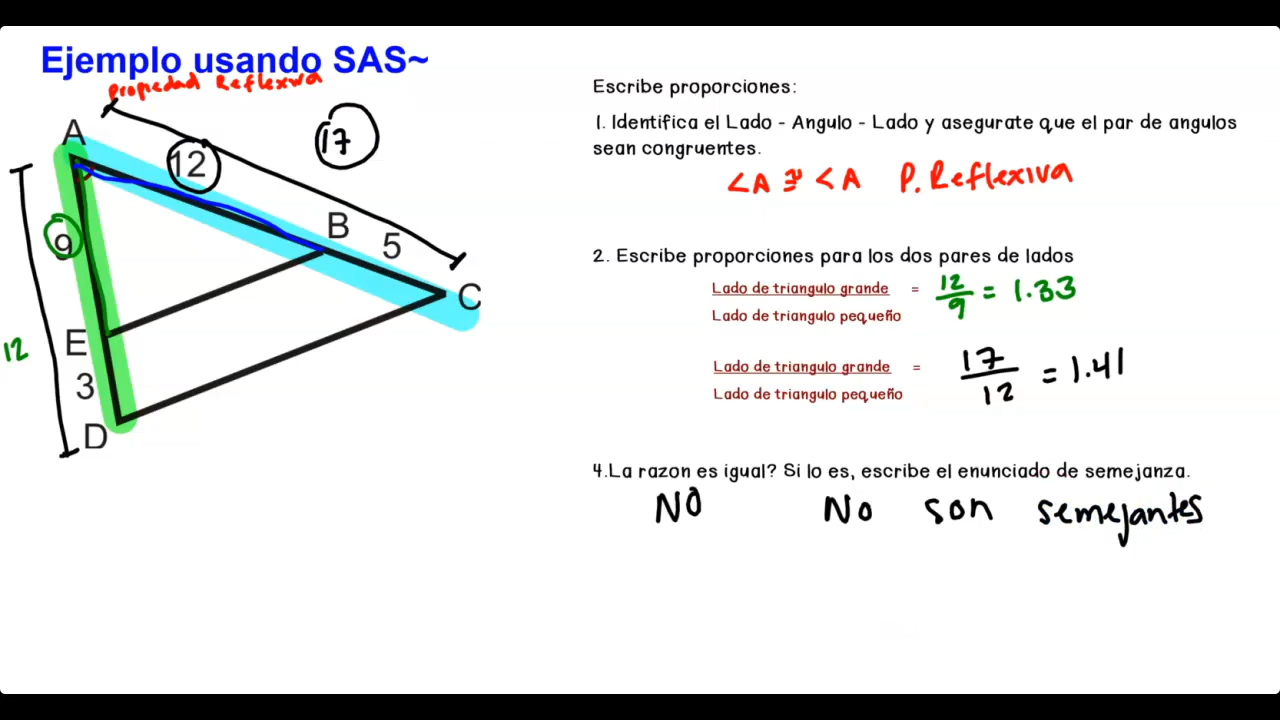 Ejemplo usando SAS~
propiedad Reflexiva
A
12
17
9
B
5
C
E
12
3
D
Escribe proporciones:
1. Identifica el Lado - Angulo - Lado y asegurate que el par de angulos
sean congruentes.
<A ≅ <A P. Reflexiva
2. Escribe proporciones para los dos pares de lados
Lado de triangulo grande = 12/9 = 1.33
Lado de triangulo pequeño
Lado de triangulo grande = 17/12 = 1.41
Lado de triangulo pequeño
4.La razon es igual? Si lo es, escribe el enunciado de semejanza.
NO No son semejantes